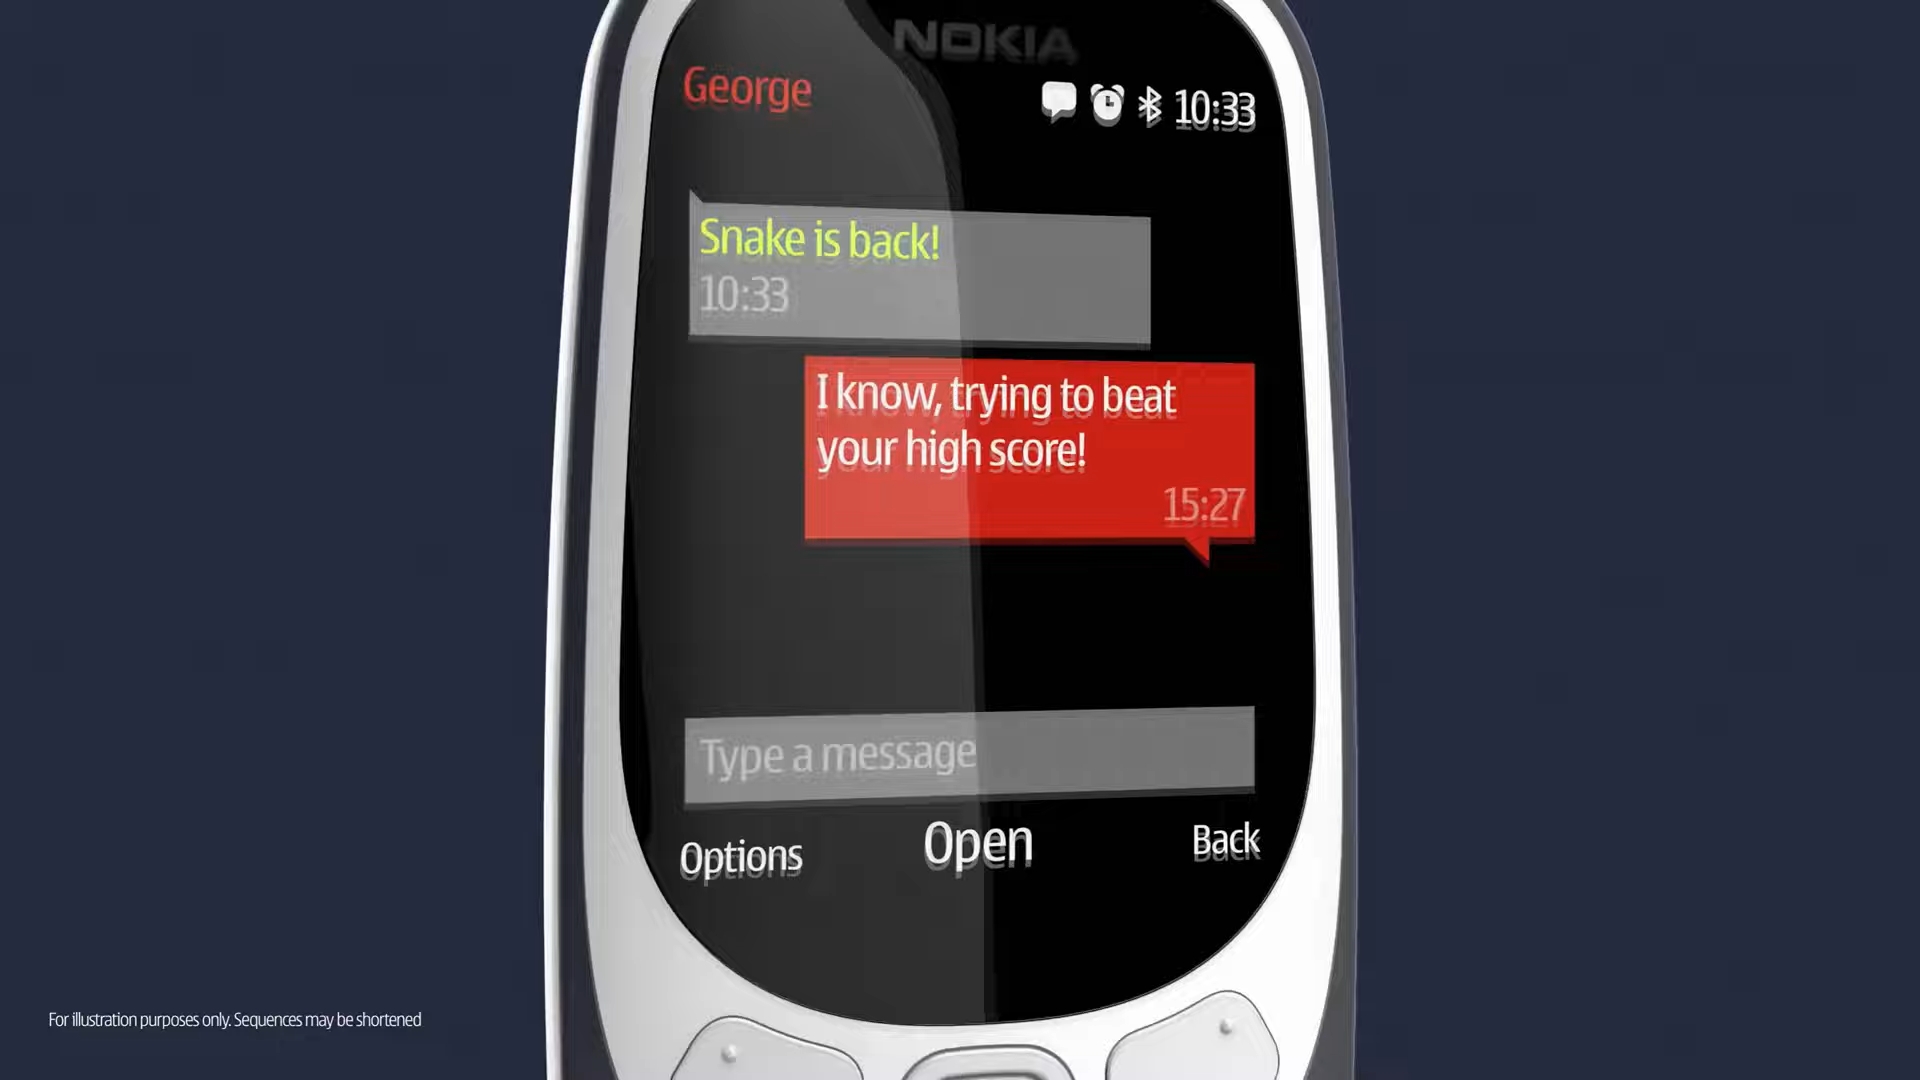 NOKIA
George
10:33
Snake is back!
10:33
I know, trying to beat
your high score!
15:27
Type a message
Options
Open
Back
For illustration purposes only. Sequences may be shortened